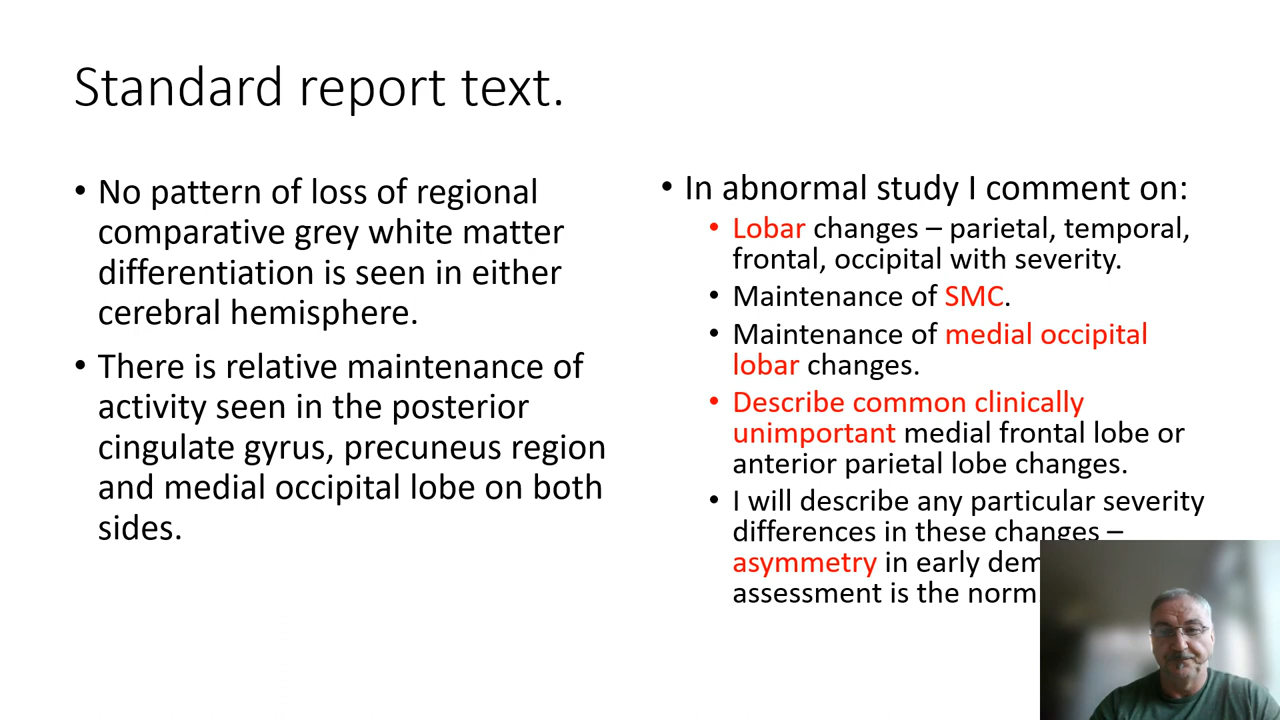 Standard report text.
• No pattern of loss of regional
comparative grey white matter
differentiation is seen in either
cerebral hemisphere.
• There is relative maintenance of
activity seen in the posterior
cingulate gyrus, precuneus region
and medial occipital lobe on both
sides.
• In abnormal study I comment on:
• Lobar changes – parietal, temporal,
frontal, occipital with severity.
• Maintenance of SMC.
• Maintenance of medial occipital
lobar changes.
• Describe common clinically
unimportant medial frontal lobe or
anterior parietal lobe changes.
• I will describe any particular severity
differences in these changes –
asymmetry in early
assessment is the norm